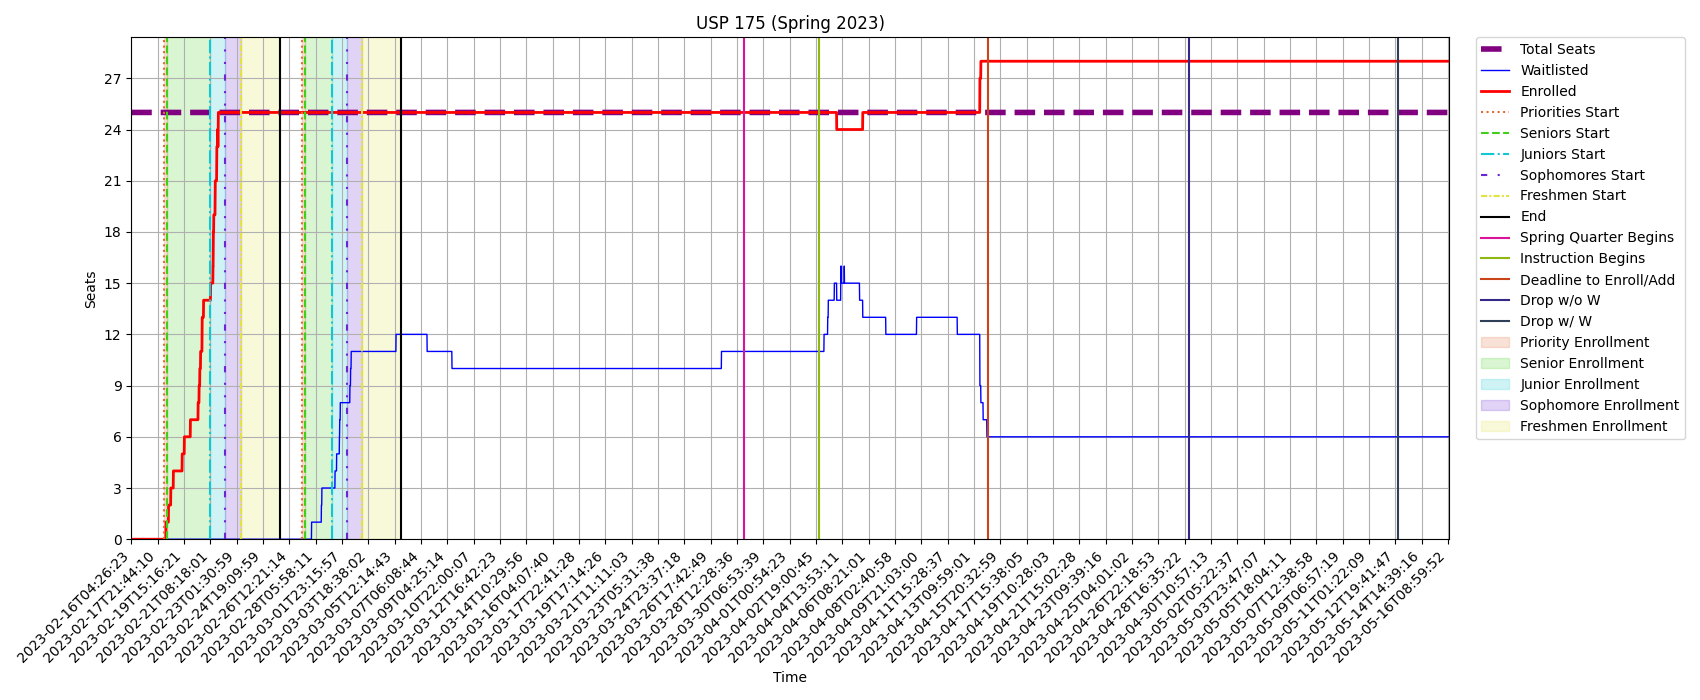 USP 175 (Spring 2023)
Seats
27
24
21
18
15
12
9
6
3
0
2023-02-16T04:26:23
2023-02-17T21:44:10
2023-02-19T15:16:21
2023-02-21T08:18:01
2023-02-23T01:30:59
2023-02-24T19:09:59
2023-02-26T12:21:14
2023-02-28T05:58:11
2023-03-01T23:15:57
2023-03-03T18:38:02
2023-03-05T12:14:43
2023-03-07T06:08:44
2023-03-09T04:25:14
2023-03-10T22:00:07
2023-03-12T16:42:23
2023-03-14T10:29:56
2023-03-16T04:07:40
2023-03-17T22:41:28
2023-03-19T17:14:26
2023-03-21T11:11:03
2023-03-23T05:31:38
2023-03-24T23:37:18
2023-03-26T17:42:49
2023-03-28T12:28:36
2023-03-30T06:53:39
2023-04-01T00:54:23
2023-04-02T19:00:45
2023-04-04T13:53:11
2023-04-06T08:21:01
2023-04-08T02:40:58
2023-04-09T21:03:00
2023-04-11T15:28:37
2023-04-13T09:59:01
2023-04-15T20:32:59
2023-04-17T15:38:05
2023-04-19T10:28:03
2023-04-21T15:02:28
2023-04-23T09:39:16
2023-04-25T04:01:02
2023-04-26T22:18:53
2023-04-28T16:35:22
2023-04-30T10:57:13
2023-05-02T05:22:37
2023-05-03T23:47:07
2023-05-05T18:04:11
2023-05-07T12:38:58
2023-05-09T06:57:19
2023-05-11T01:22:09
2023-05-12T19:41:47
2023-05-14T14:39:16
2023-05-16T08:59:52
Time
Total Seats
Waitlisted
Enrolled
Priorities Start
Seniors Start
Juniors Start
Sophomores Start
Freshmen Start
End
Spring Quarter Begins
Instruction Begins
Deadline to Enroll/Add
Drop w/o W
Drop w/ W
Priority Enrollment
Senior Enrollment
Junior Enrollment
Sophomore Enrollment
Freshmen Enrollment